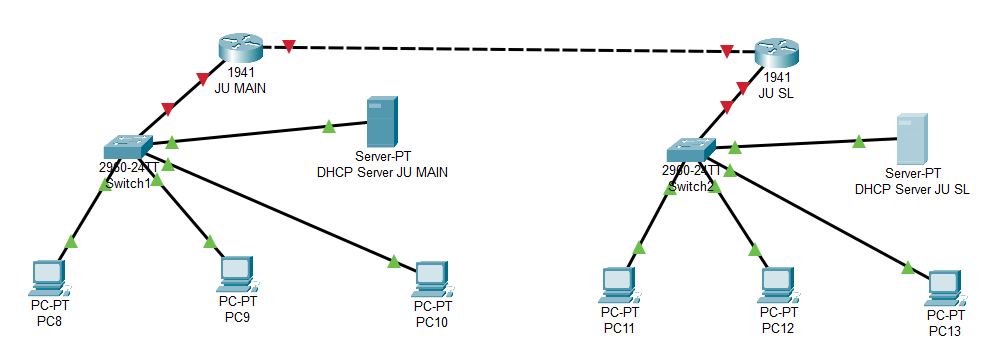 1941
JU MAIN
1941
JU SL
Server-PT
DHCP Server JU MAIN
2960-24TT
Switch1
2960-24TT
Switch2
Server-PT
DHCP Server JU SL
PC-PT
PC8
PC-PT
PC9
PC-PT
PC10
PC-PT
PC11
PC-PT
PC12
PC-PT
PC13